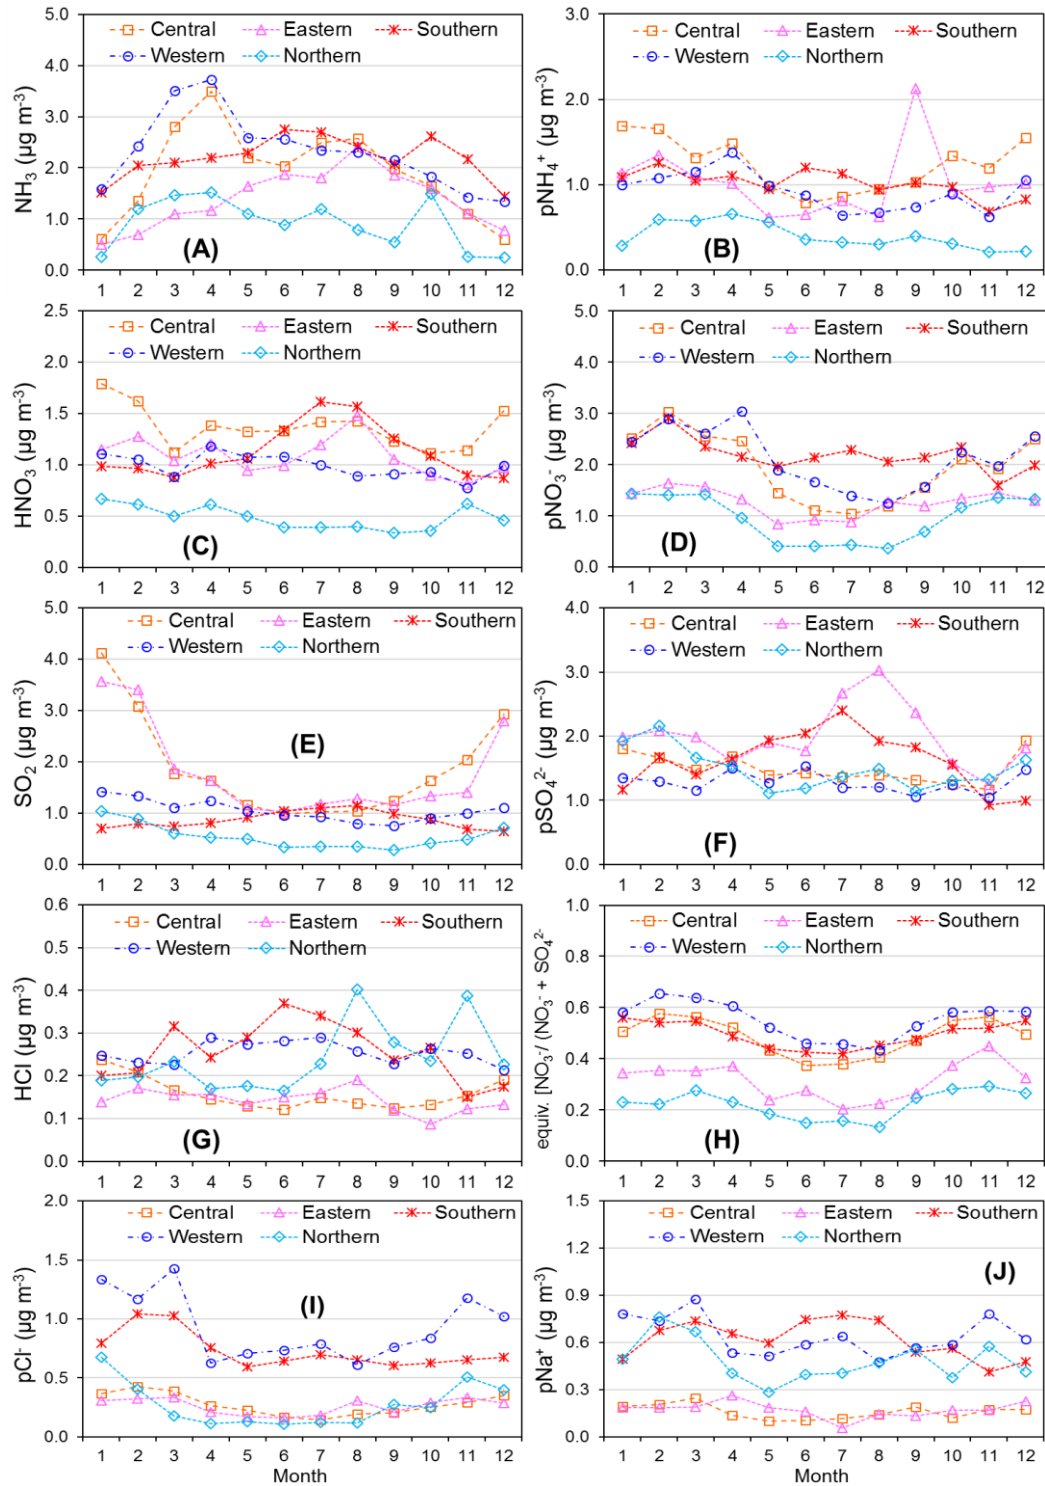 NH₃ (µg m⁻³)
5.0
4.0
3.0
2.0
1.0
0.0
Central Eastern Southern
Western Northern
(A)
1 2 3 4 5 6 7 8 9 10 11 12
pNH₄⁺ (µg m⁻³)
3.0
2.0
1.0
0.0
Central Eastern Southern
Western Northern
(B)
1 2 3 4 5 6 7 8 9 10 11 12
HNO₃ (µg m⁻³)
2.5
2.0
1.5
1.0
0.5
0.0
Central Eastern Southern
Western Northern
(C)
1 2 3 4 5 6 7 8 9 10 11 12
pNO₃⁻ (µg m⁻³)
5.0
4.0
3.0
2.0
1.0
0.0
Central Eastern Southern
Western Northern
(D)
1 2 3 4 5 6 7 8 9 10 11 12
SO₂ (µg m⁻³)
5.0
4.0
3.0
2.0
1.0
0.0
Central Eastern Southern
Western Northern
(E)
1 2 3 4 5 6 7 8 9 10 11 12
pSO₄²⁻ (µg m⁻³)
4.0
3.0
2.0
1.0
0.0
Central Eastern Southern
Western Northern
(F)
1 2 3 4 5 6 7 8 9 10 11 12
HCl (µg m⁻³)
0.6
0.5
0.4
0.3
0.2
0.1
0.0
Central Eastern Southern
Western Northern
(G)
1 2 3 4 5 6 7 8 9 10 11 12
equiv. [NO₃⁻/ (NO₃⁻ + SO₄²⁻
1.0
0.8
0.6
0.4
0.2
0.0
Central Eastern Southern
Western Northern
(H)
1 2 3 4 5 6 7 8 9 10 11 12
pCl⁻ (µg m⁻³)
2.0
1.5
1.0
0.5
0.0
Central Eastern Southern
Western Northern
(I)
1 2 3 4 5 6 7 8 9 10 11 12
Month
pNa⁺ (µg m⁻³)
1.5
1.2
0.9
0.6
0.3
0.0
Central Eastern Southern
Western Northern
(J)
1 2 3 4 5 6 7 8 9 10 11 12
Month